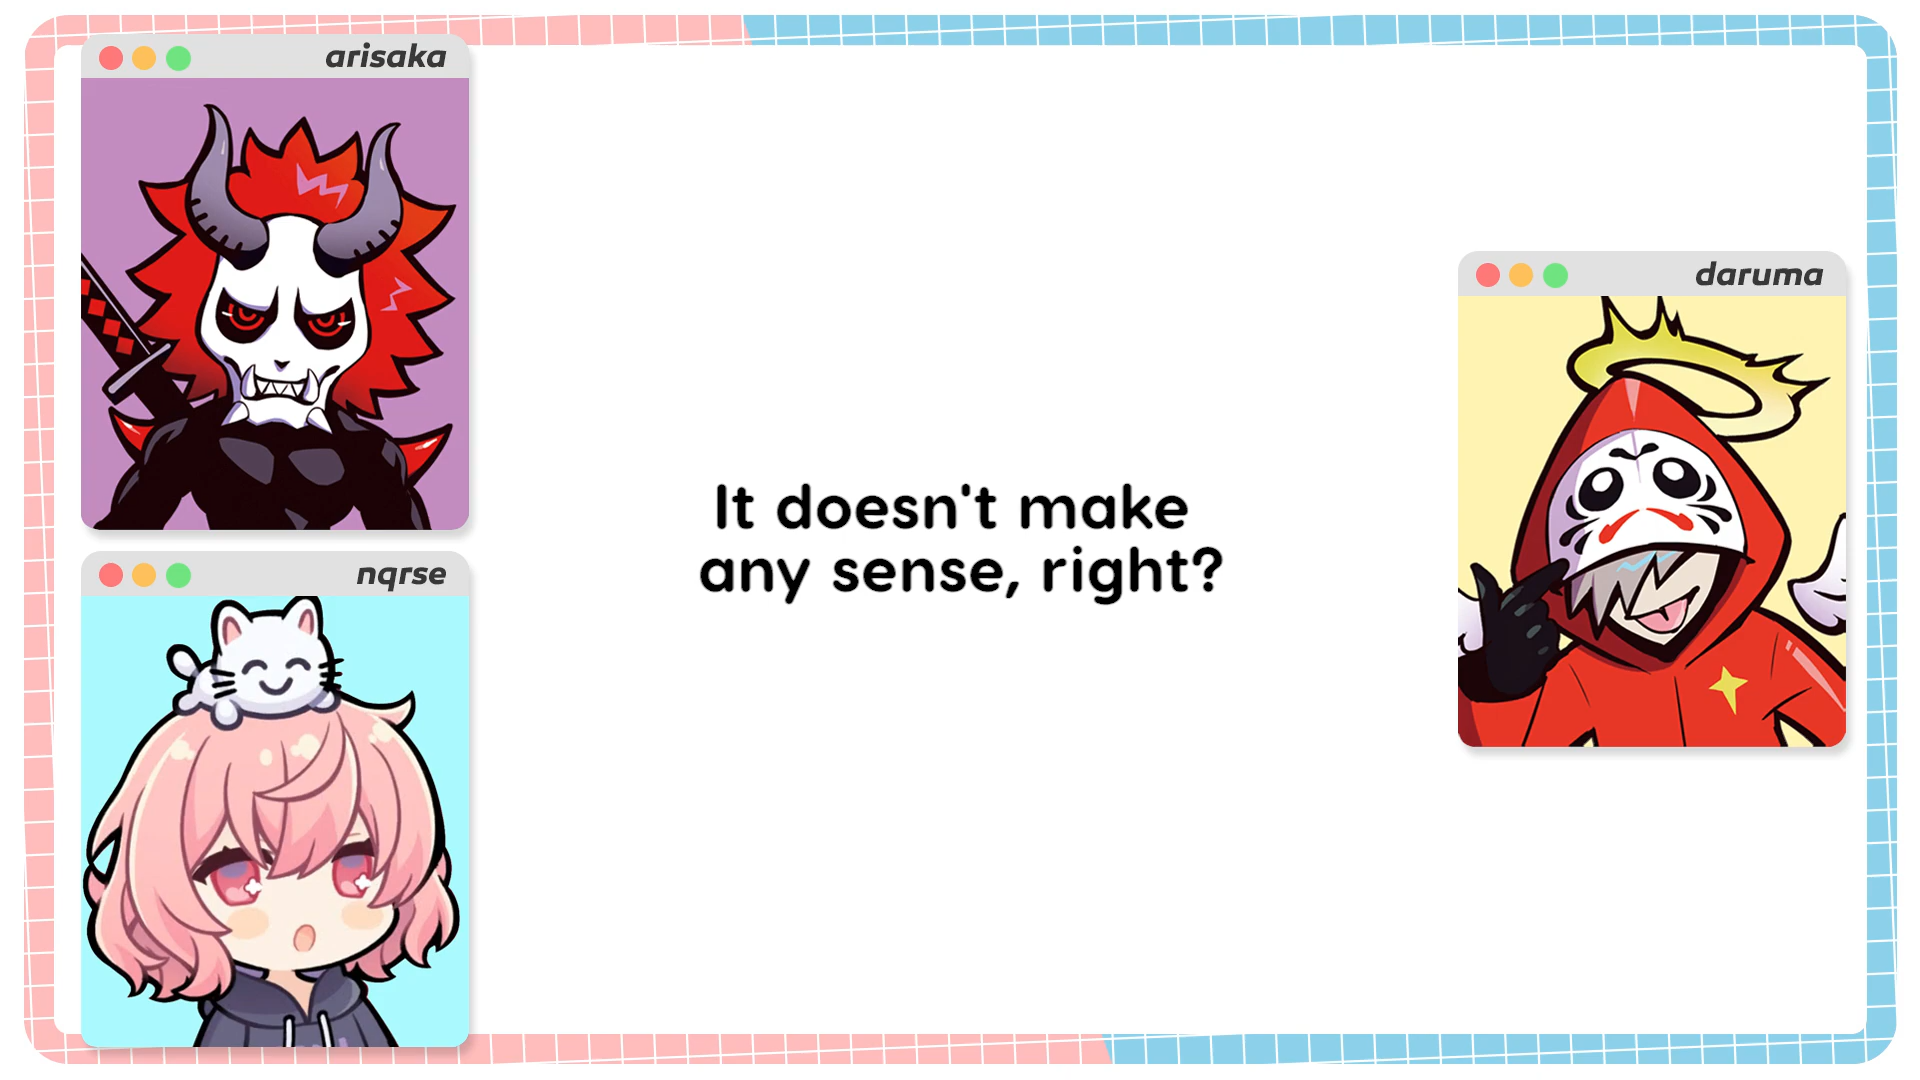 arisaka
nqrse
It doesn't make
any sense, right?
daruma